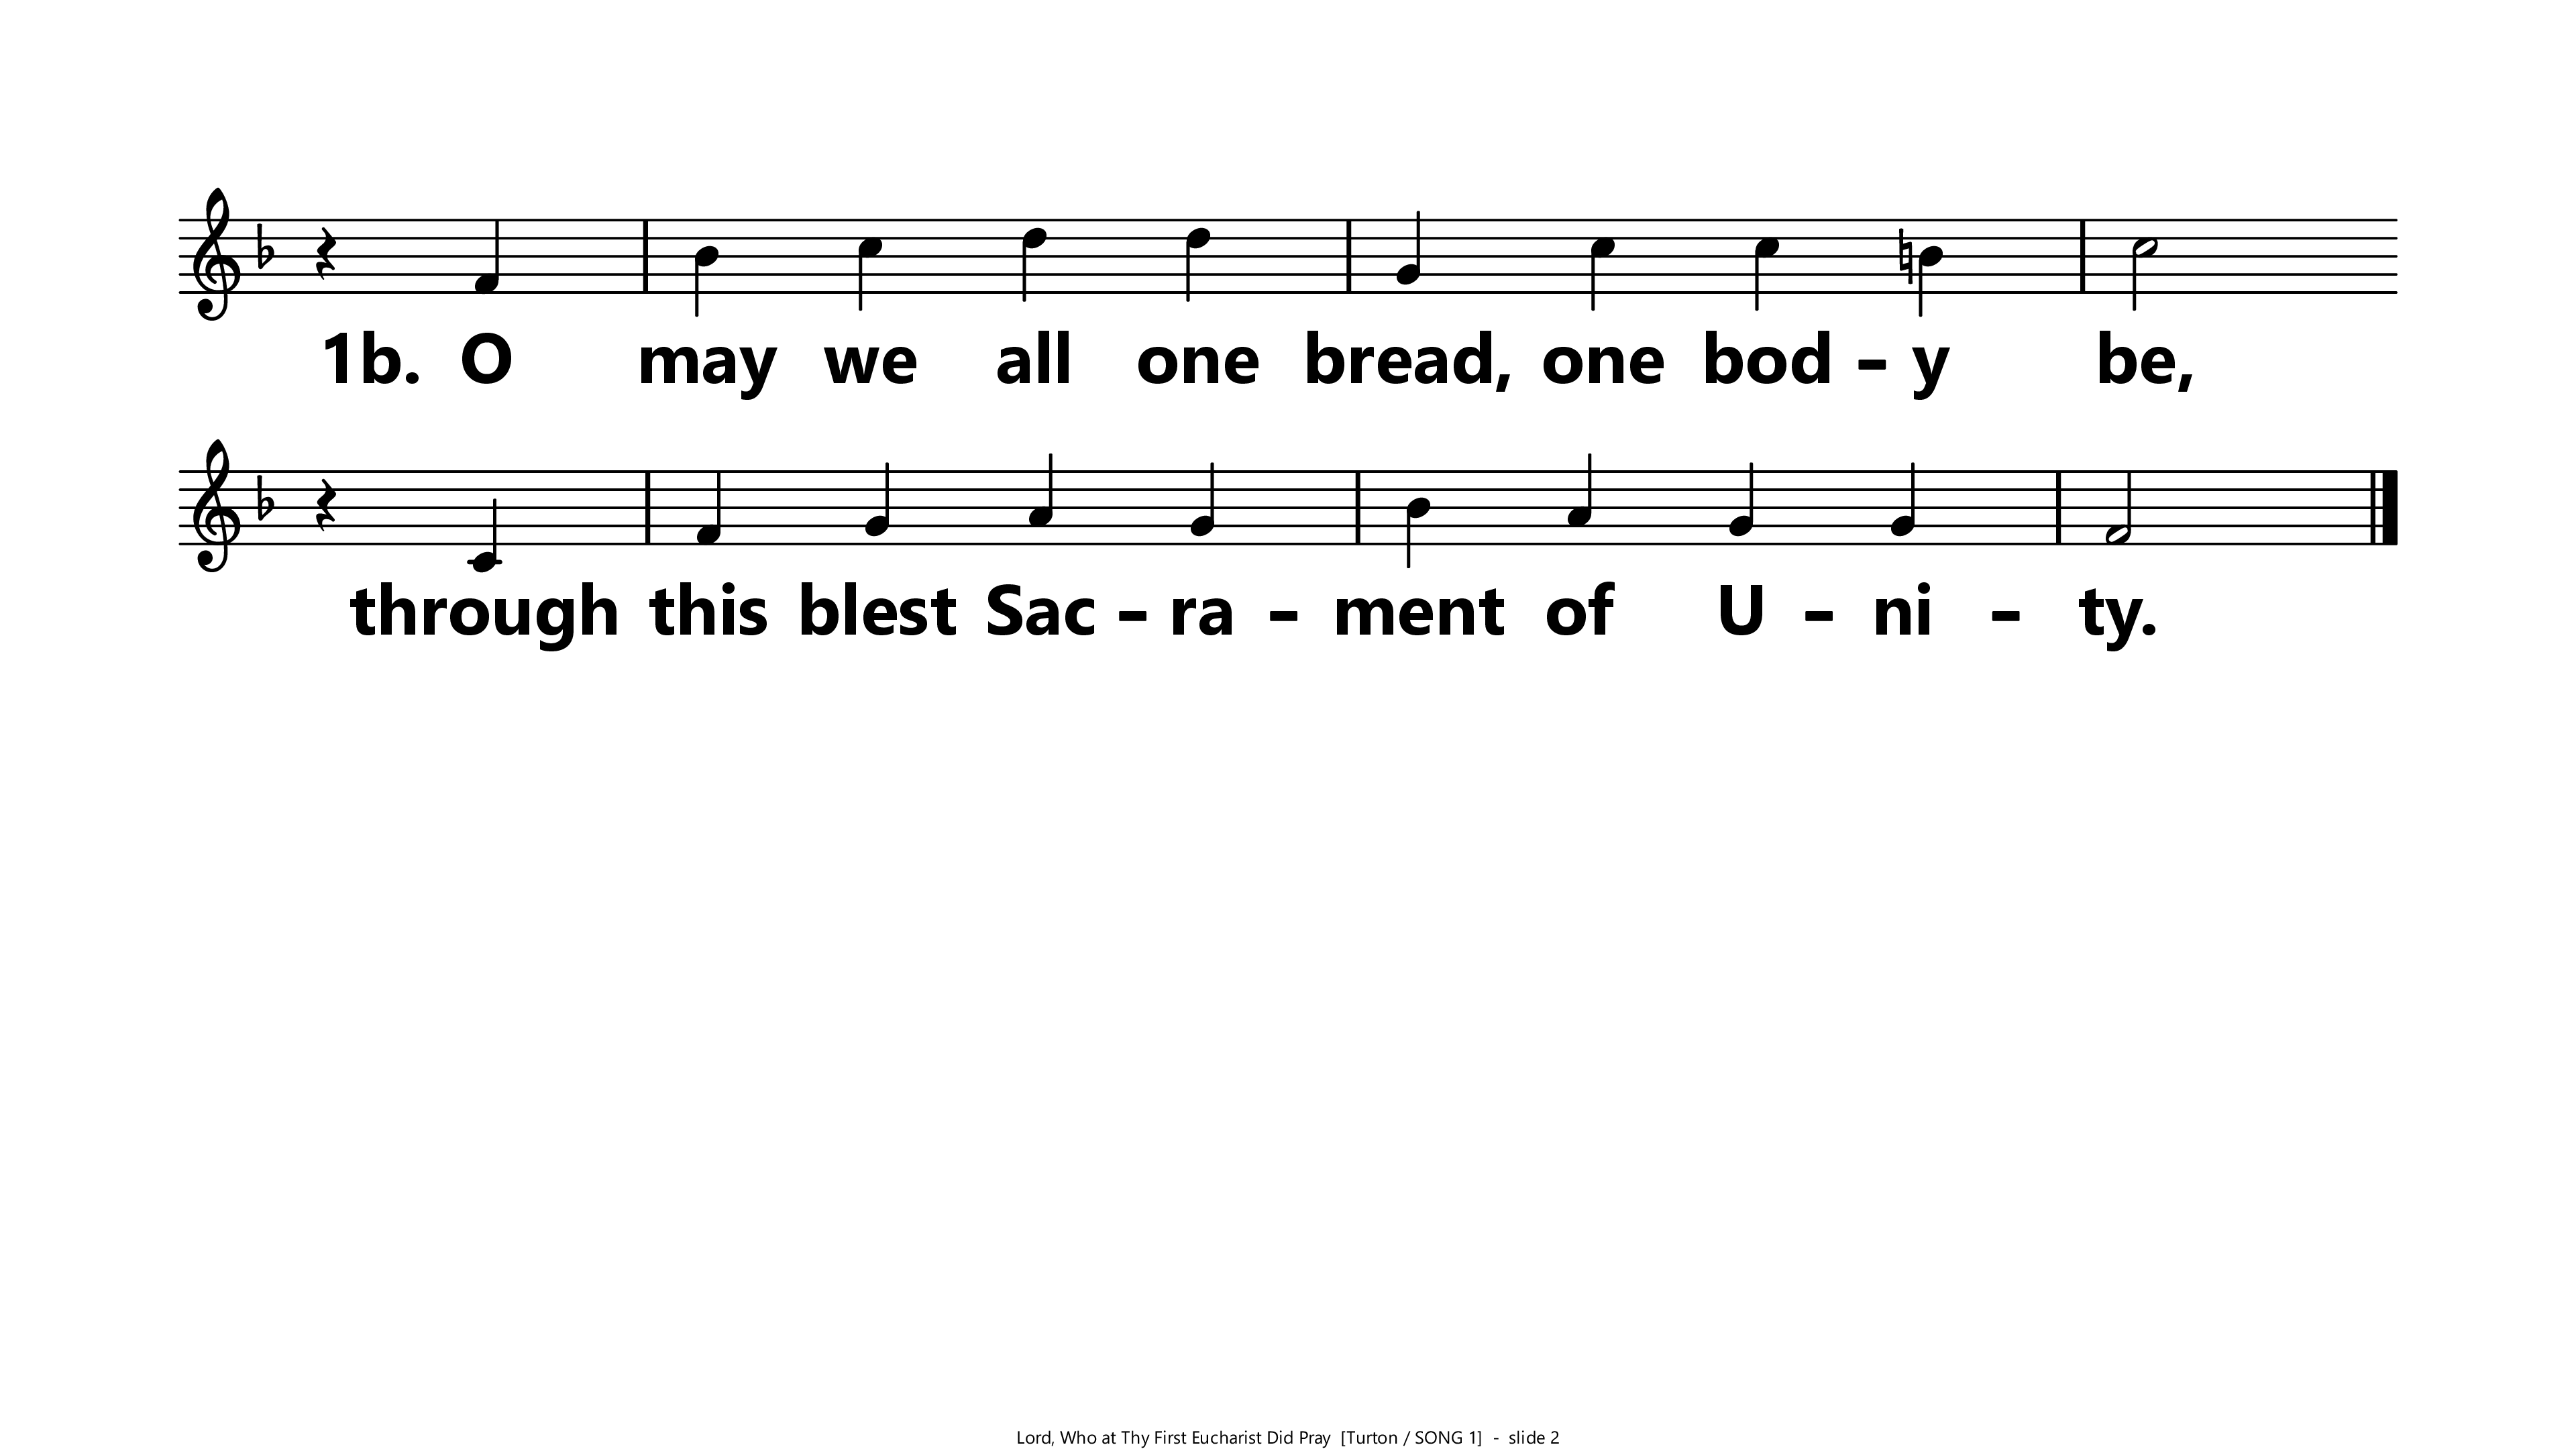 1b. O may we all one bread, one bod - y be,
through this blest Sac - ra - ment of U - ni - ty.
Lord, Who at Thy First Eucharist Did Pray [Turton / SONG 1] - slide 2